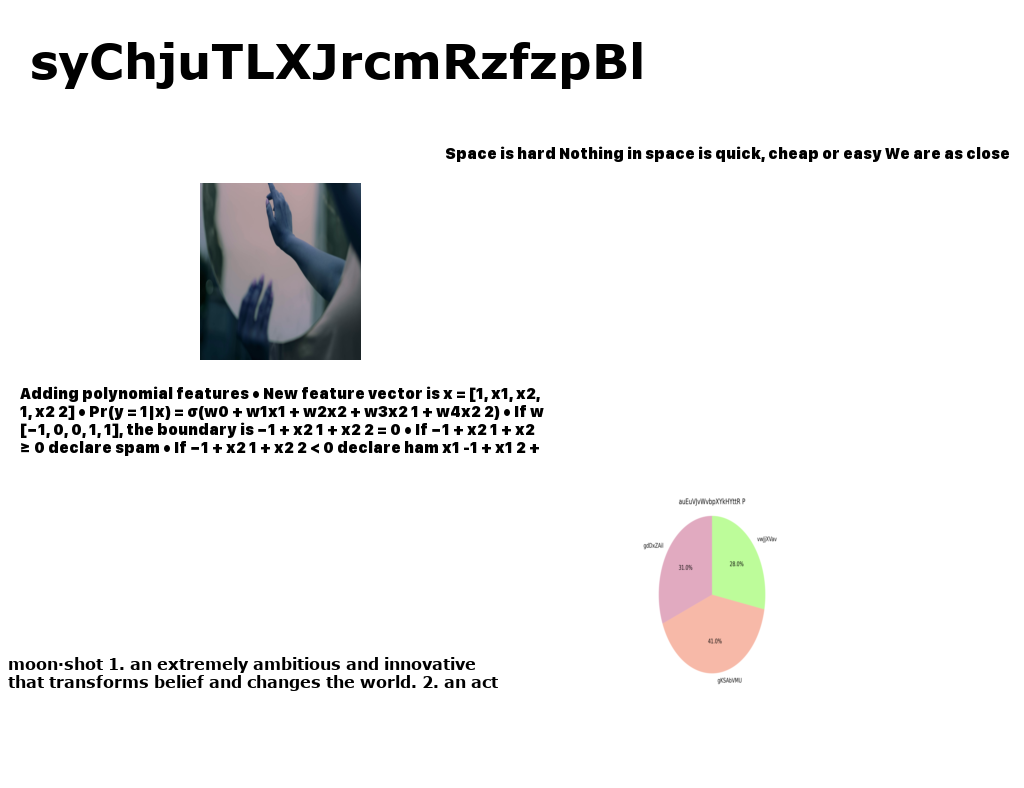 syChjuTLXJrcmRzfzpBl
Space is hard Nothing in space is quick, cheap or easy We are as close
Adding polynomial features • New feature vector is x = [1, x1, x2,
1, x2 2] • Pr(y = 1|x) = σ(w0 + w1x1 + w2x2 + w3x2 1 + w4x2 2) • If w
[−1, 0, 0, 1, 1], the boundary is −1 + x2 1 + x2 2 = 0 • If −1 + x2 1 + x2
≥ 0 declare spam • If −1 + x2 1 + x2 2 < 0 declare ham x1 -1 + x1 2 +
auEuVJvWvbpXYkHYttR P
vwjjXVav
gdDxZAil
31.0%
28.0%
41.0%
gKSAbVMU
moon·shot 1. an extremely ambitious and innovative
that transforms belief and changes the world. 2. an act